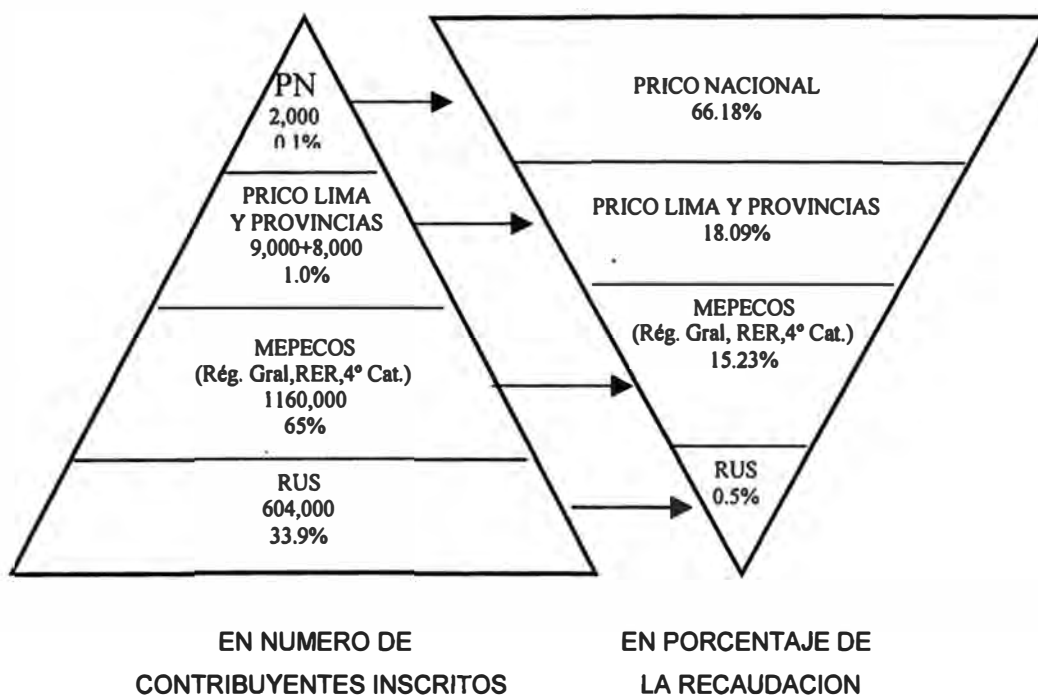 PN
2,000
0.1%
PRICO LIMA
Y PROVINCIAS
9,000+8,000
1.0%
MEPECOS
(Rég. Gral,RER,4º Cat.)
1160,000
65%
RUS
604,000
33.9%
PRICO NACIONAL
66.18%
PRICO LIMA Y PROVINCIAS
18.09%
MEPECOS
(Rég. Gral, RER,4º Cat.)
15.23%
RUS
0.5%
EN NUMERO DE
CONTRIBUYENTES INSCRITOS
EN PORCENTAJE DE
LA RECAUDACION